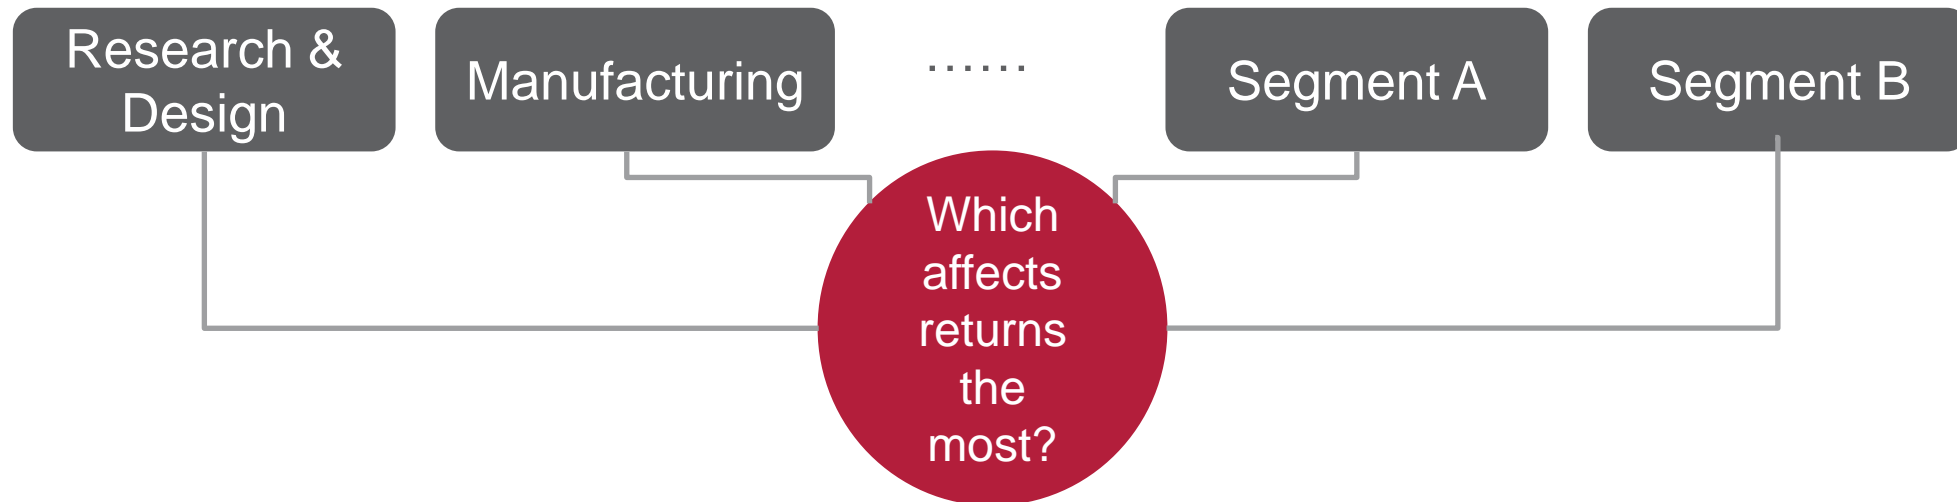 Research &
Design
Manufacturing
......
Segment A
Segment B
Which
affects
returns
the
most?